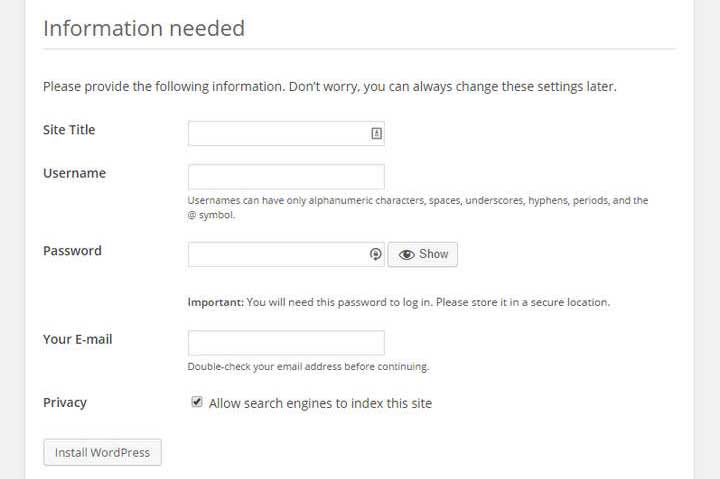 Information needed
Please provide the following information. Don’t worry, you can always change these settings later.
Site Title
Username
Usernames can have only alphanumeric characters, spaces, underscores, hyphens, periods, and the
@ symbol.
Password
Show
Important: You will need this password to log in. Please store it in a secure location.
Your E-mail
Double-check your email address before continuing.
Privacy
Allow search engines to index this site
Install WordPress